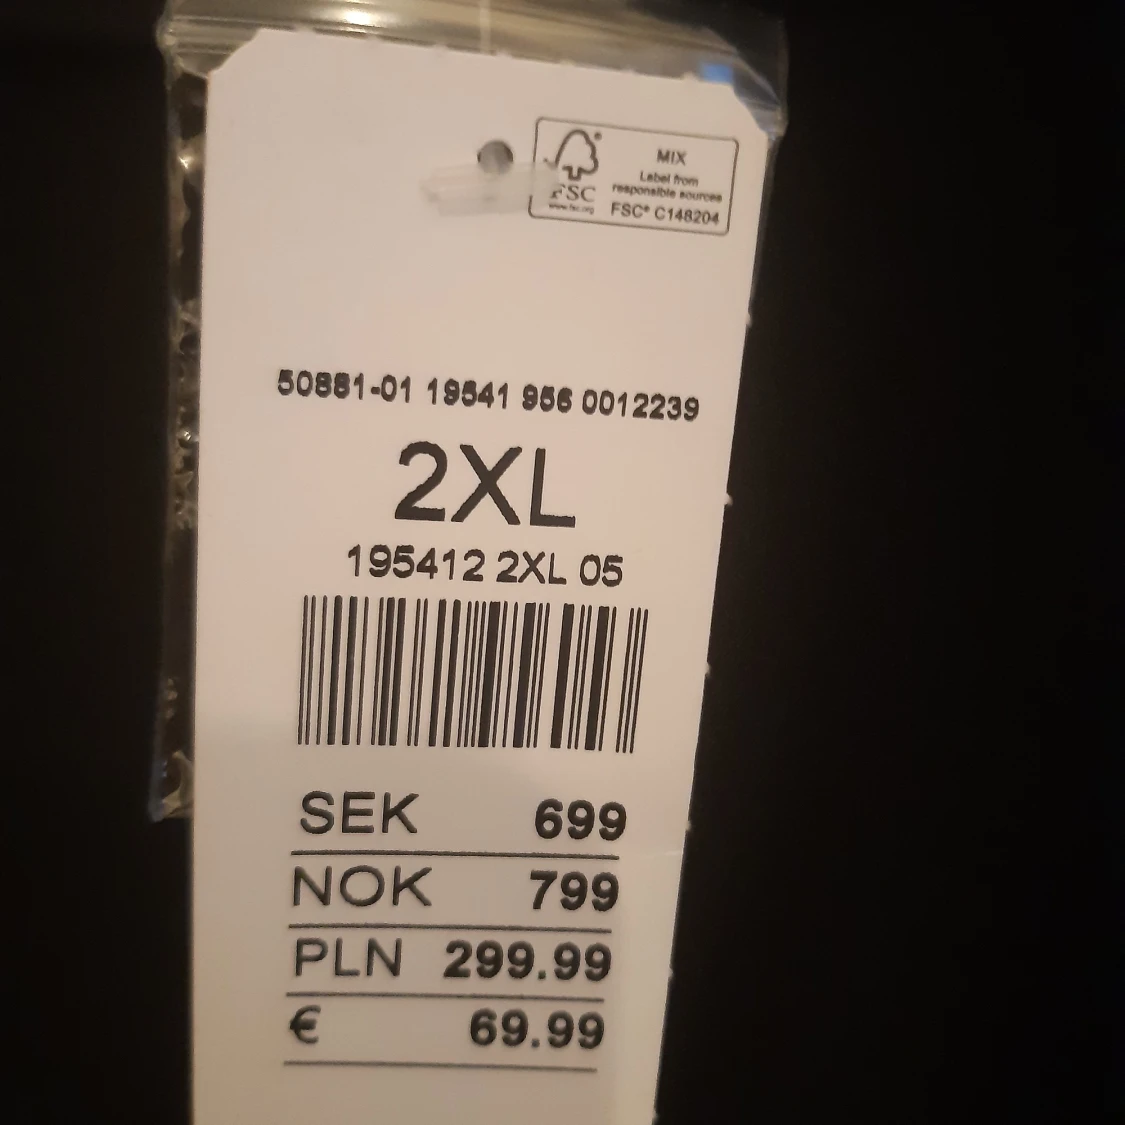 MIX
Label from
responsible sources
FSC® C148204
FSC
www.fsc.org
50881-01 19541 956 0012239
2XL
195412 2XL 05
SEK 699
NOK 799
PLN 299.99
€ 69.99